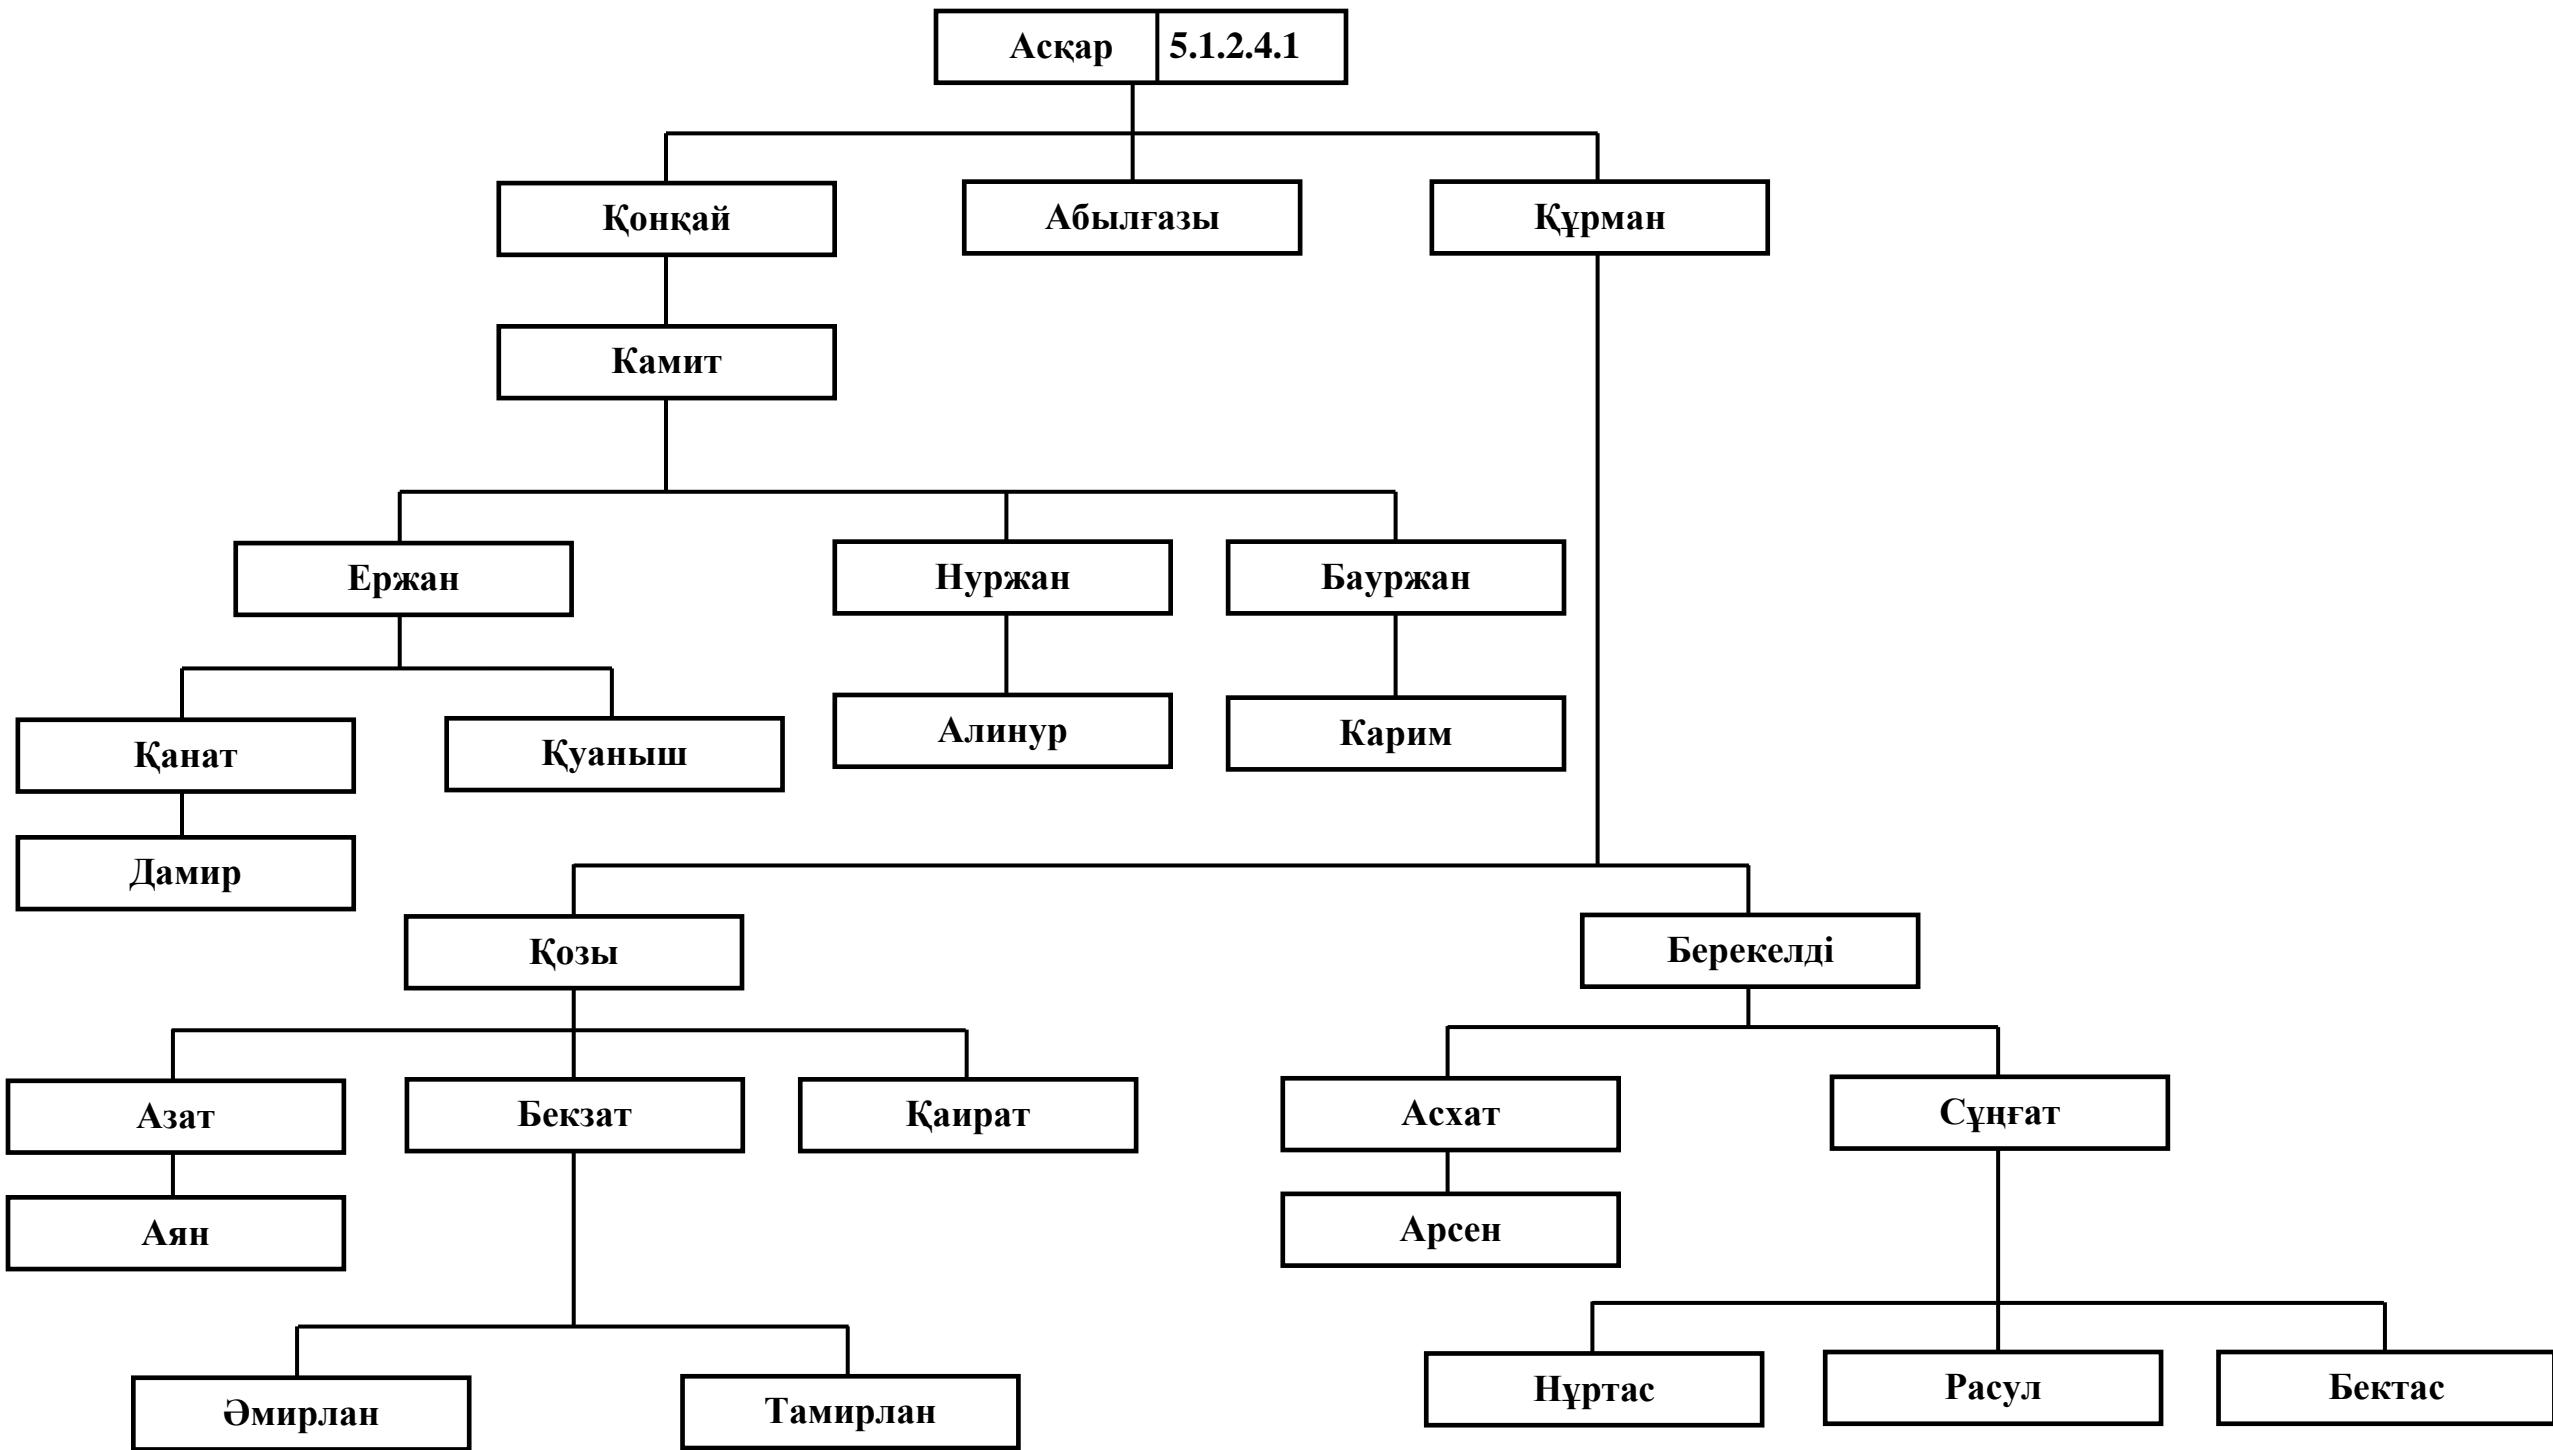 Асқар 5.1.2.4.1
Қонқай Абылғазы Құрман
Камит
Ержан Нуржан Бауржан
Қанат Қуаныш Алинур Карим
Дамир
Қозы Берекелді
Азат Бекзат Қаират Асхат Сұңғат
Аян Арсен
Әмирлан Тамирлан Нұртас Расул Бектас